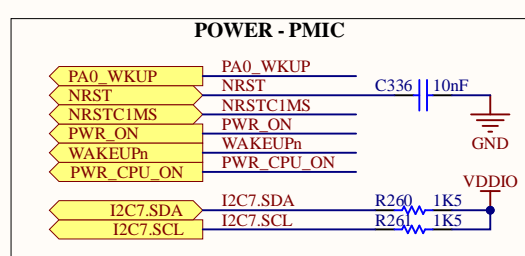 POWER - PMIC
PA0_WKUP PA0_WKUP
NRST NRST C336 10nF
NRSTC1MS NRSTC1MS
PWR_ON PWR_ON
WAKEUPn WAKEUPn
PWR_CPU_ON PWR_CPU_ON
GND
VDDIO
I2C7.SDA I2C7.SDA R260 1K5
I2C7.SCL I2C7.SCL R261 1K5